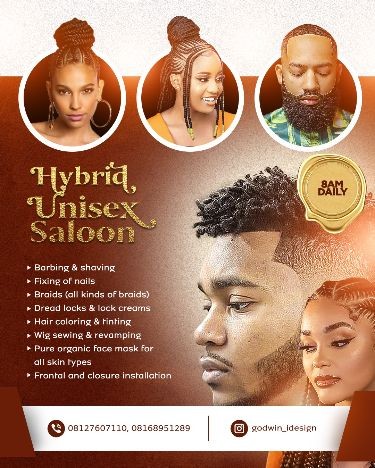 Hybrid
Unisex
Saloon
8AM
DAILY
Barbing & shaving
Fixing of nails
Braids (all kinds of braids)
Dread locks & lock creams
Hair coloring & tinting
Wig sewing & revamping
Pure organic face mask for
all skin types
Frontal and closure installation
08127607110, 08168951289
godwin_idesign